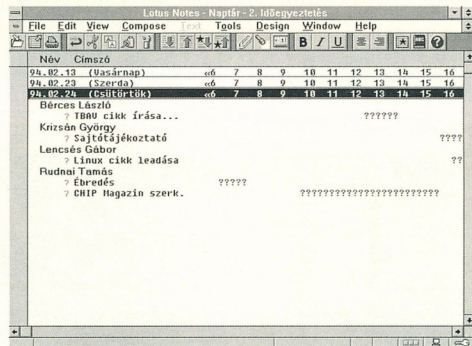 Lotus Notes - Naptár - 2. Időegyeztetés
File Edit View Compose Text Tools Design Window Help
B I U
Név Címszó
94.02.13 (Vasárnap) «6 7 8 9 10 11 12 13 14 15 16
94.02.23 (Szerda) «6 7 8 9 10 11 12 13 14 15 16
94.02.24 (Csütörtök) «6 7 8 9 10 11 12 13 14 15 16
Bérces László
? TBAV cikk írása... ??????
Krizsán György
? Sajtótájékoztató ????
Lencsés Gábor
? Linux cikk leadása ??
Rudnai Tamás
? Ébredés ?????
? CHIP Magazin szerk. ????????????????????????